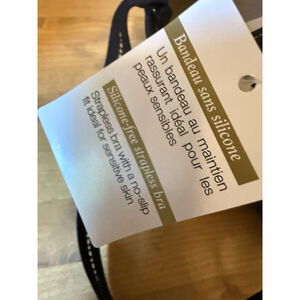 Bandeau sans silicone
Un bandeau au maintien
rassurant idéal pour les
peaux sensibles
Silicone-free strapless bra
Strapless bra with a no-slip
fit ideal for sensitive skin